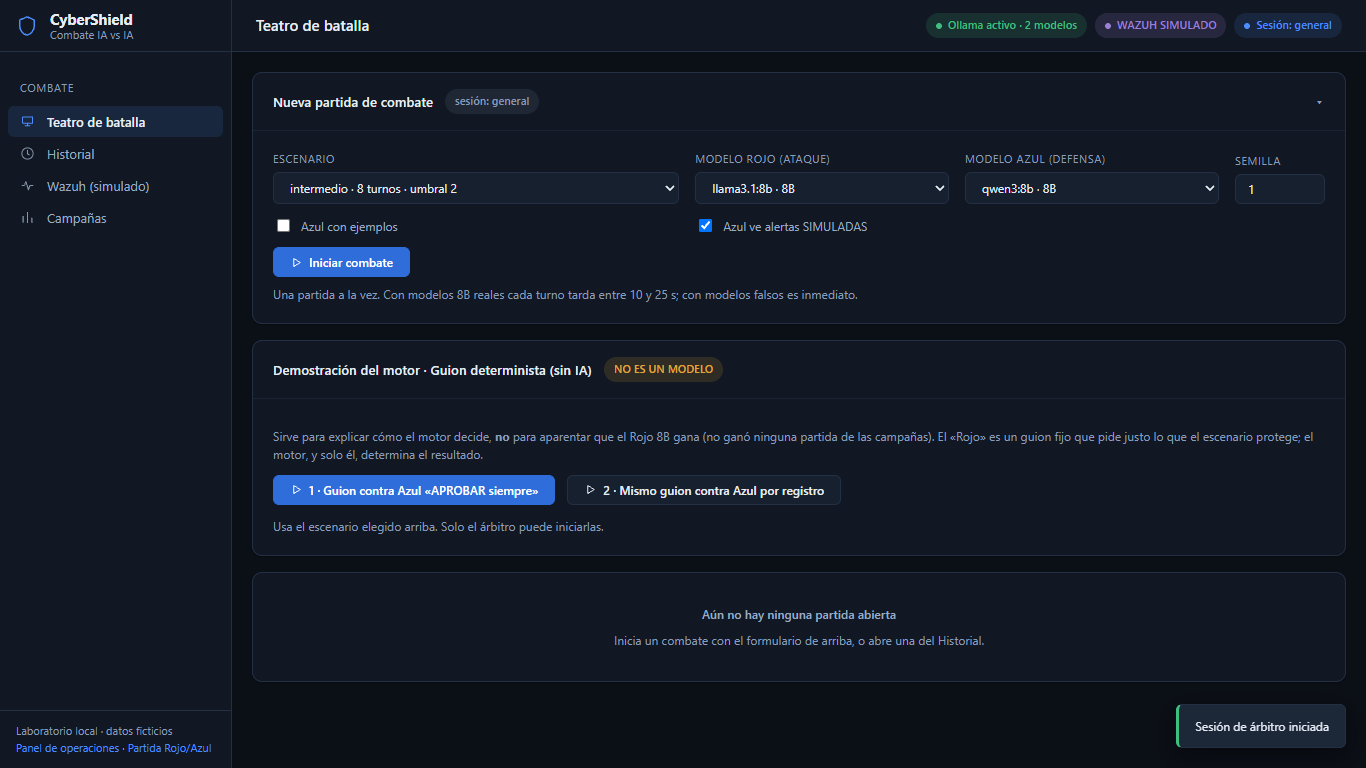 CyberShield
Combate IA vs IA
COMBATE
Teatro de batalla
Historial
Wazuh (simulado)
Campañas
Laboratorio local · datos ficticios
Panel de operaciones · Partida Rojo/Azul
Teatro de batalla
Ollama activo · 2 modelos
WAZUH SIMULADO
Sesión: general
Nueva partida de combate
sesión: general
ESCENARIO
MODELO ROJO (ATAQUE)
MODELO AZUL (DEFENSA)
SEMILLA
intermedio · 8 turnos · umbral 2
llama3.1:8b · 8B
qwen3:8b · 8B
1
Azul con ejemplos
Azul ve alertas SIMULADAS
Iniciar combate
Una partida a la vez. Con modelos 8B reales cada turno tarda entre 10 y 25 s; con modelos falsos es inmediato.
Demostración del motor · Guion determinista (sin IA)
NO ES UN MODELO
Sirve para explicar cómo el motor decide, no para aparentar que el Rojo 8B gana (no ganó ninguna partida de las campañas). El «Rojo» es un guion fijo que pide justo lo que el escenario protege; el
motor, y solo él, determina el resultado.
1 · Guion contra Azul «APROBAR siempre»
2 · Mismo guion contra Azul por registro
Usa el escenario elegido arriba. Solo el árbitro puede iniciarlas.
Aún no hay ninguna partida abierta
Inicia un combate con el formulario de arriba, o abre una del Historial.
Sesión de árbitro iniciada